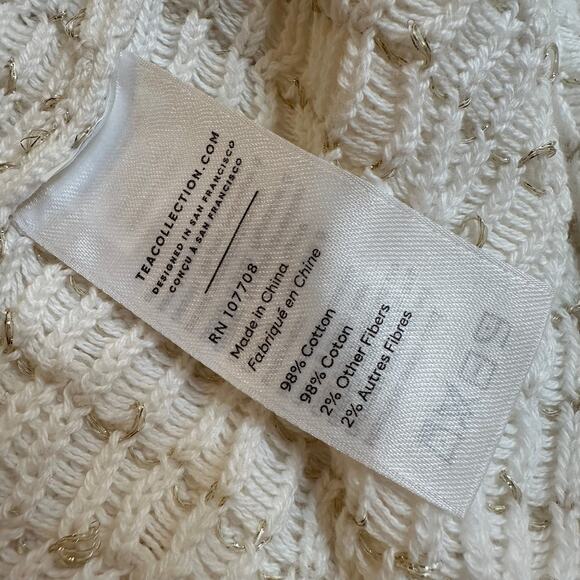 TEACOLLECTION.COM
DESIGNED IN SAN FRANCISCO
CONÇU À SAN FRANCISCO
RN 107708
Made in China
Fabriqué en Chine
98% Cotton
98% Coton
2% Other Fibers
2% Autres Fibres